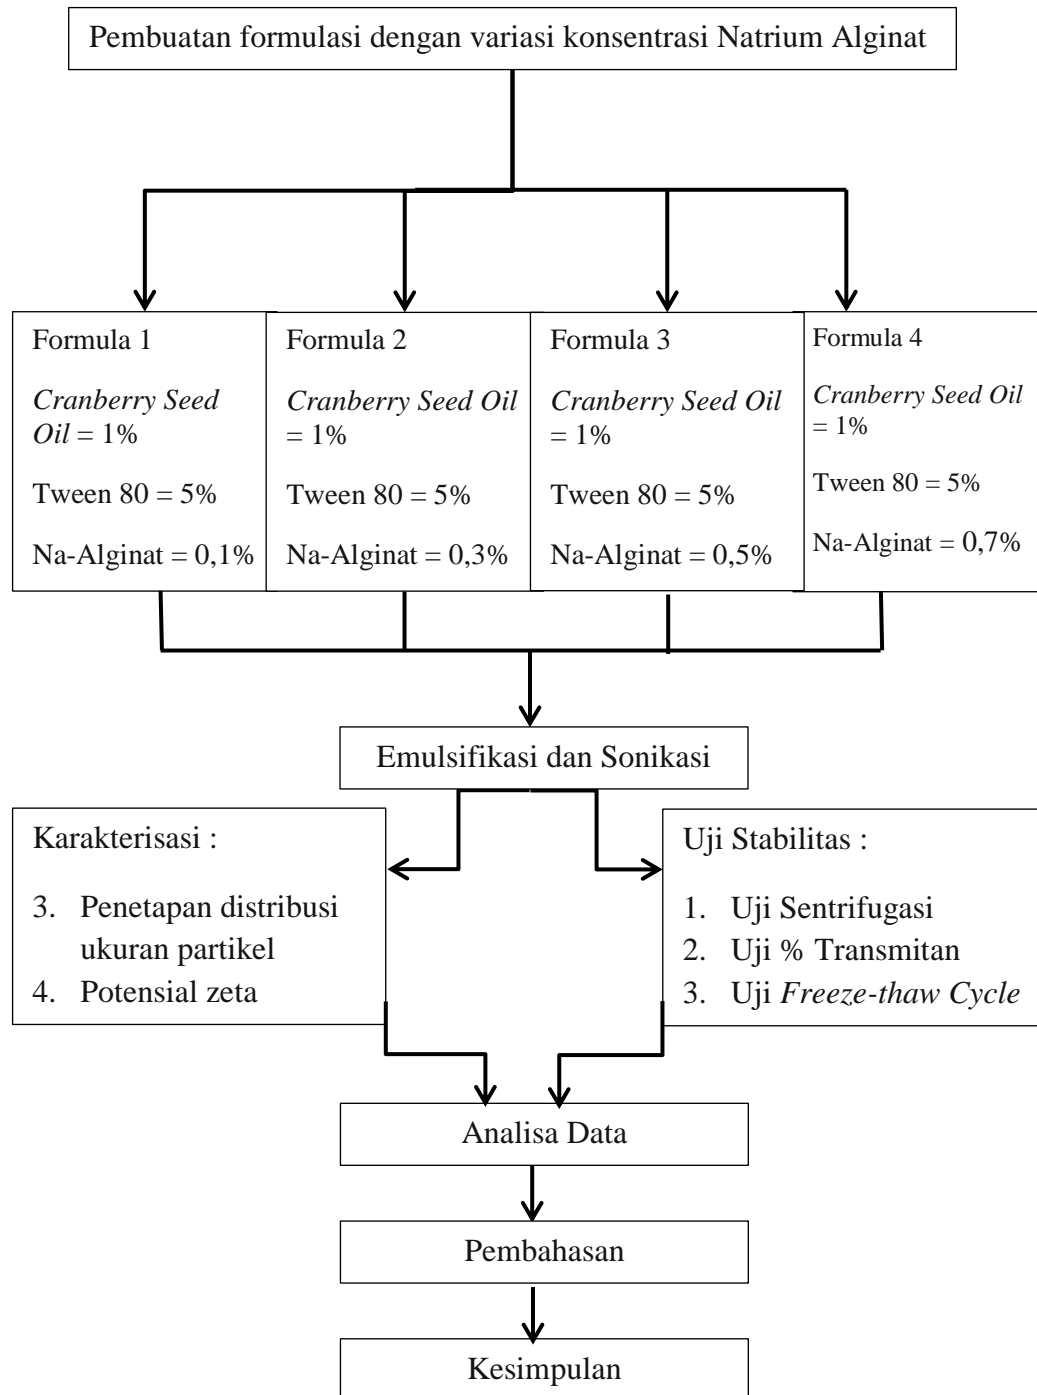 Pembuatan formulasi dengan variasi konsentrasi Natrium Alginat
Formula 1
Cranberry Seed
Oil = 1%
Tween 80 = 5%
Na-Alginat = 0,1%
Formula 2
Cranberry Seed Oil
= 1%
Tween 80 = 5%
Na-Alginat = 0,3%
Formula 3
Cranberry Seed Oil
= 1%
Tween 80 = 5%
Na-Alginat = 0,5%
Formula 4
Cranberry Seed Oil
= 1%
Tween 80 = 5%
Na-Alginat = 0,7%
Emulsifikasi dan Sonikasi
Karakterisasi :
3. Penetapan distribusi
ukuran partikel
4. Potensial zeta
Uji Stabilitas :
1. Uji Sentrifugasi
2. Uji % Transmitan
3. Uji Freeze-thaw Cycle
Analisa Data
Pembahasan
Kesimpulan